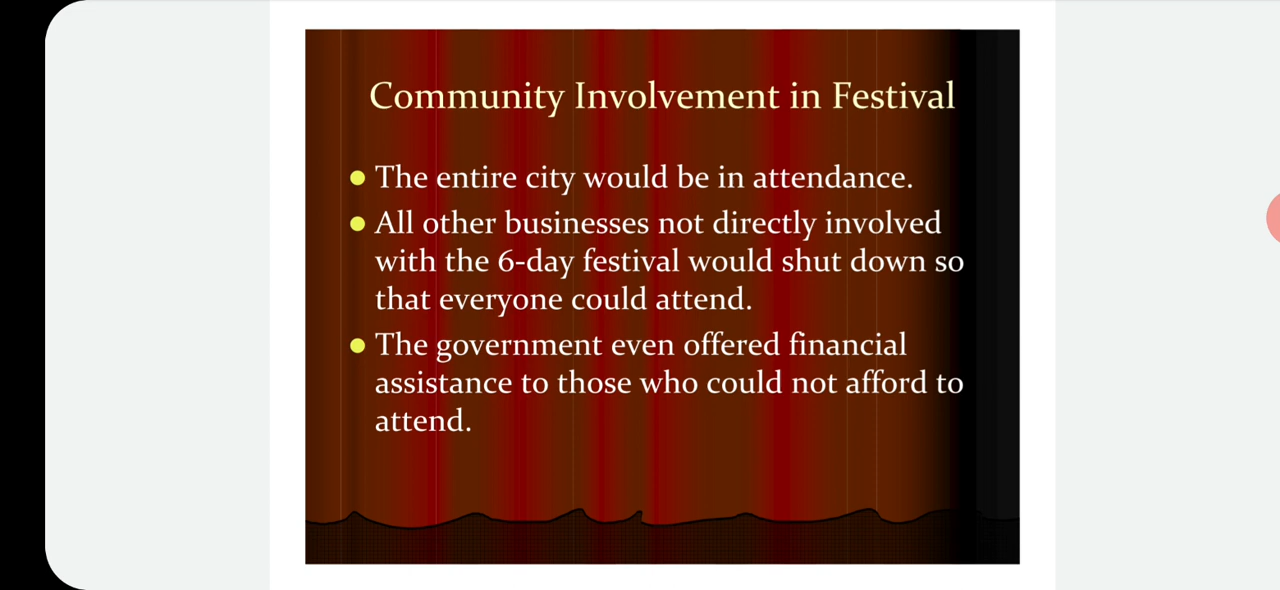 Community Involvement in Festival
● The entire city would be in attendance.
● All other businesses not directly involved
with the 6-day festival would shut down so
that everyone could attend.
● The government even offered financial
assistance to those who could not afford to
attend.